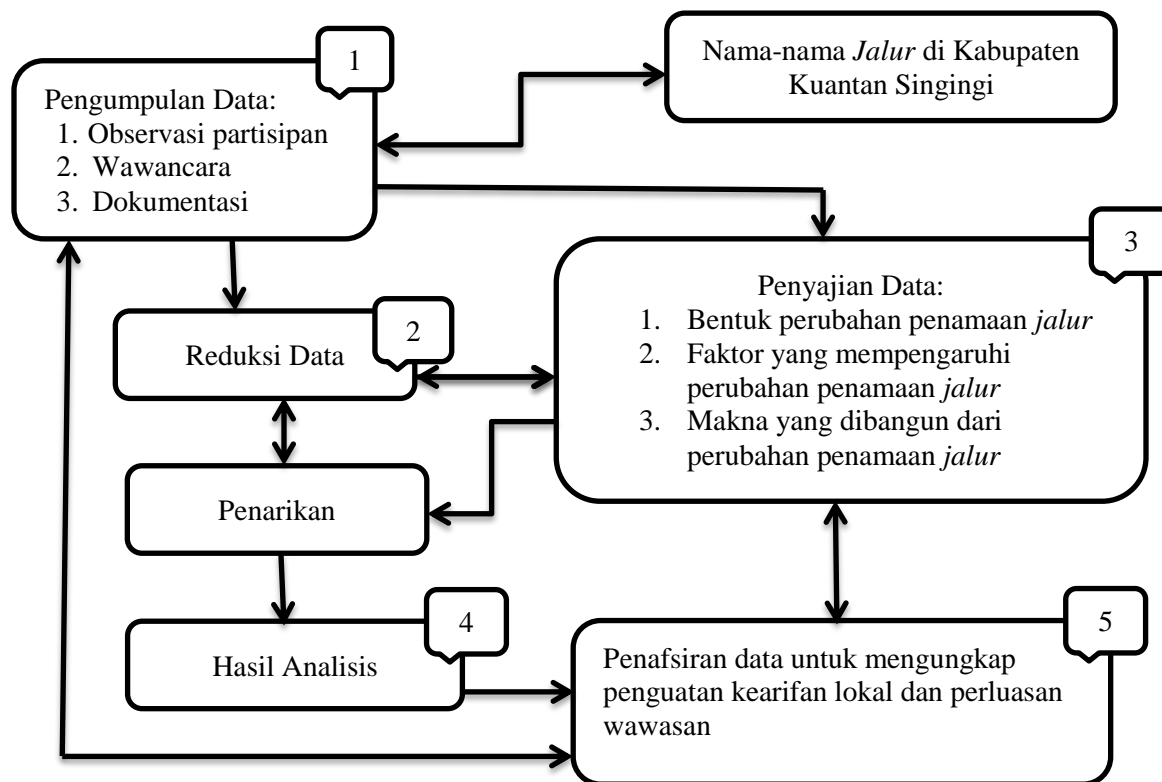 1
Pengumpulan Data:
1. Observasi partisipan
2. Wawancara
3. Dokumentasi
Nama-nama Jalur di Kabupaten
Kuantan Singingi
2
Reduksi Data
3
Penyajian Data:
1. Bentuk perubahan penamaan jalur
2. Faktor yang mempengaruhi
perubahan penamaan jalur
3. Makna yang dibangun dari
perubahan penamaan jalur
Penarikan
4
Hasil Analisis
5
Penafsiran data untuk mengungkap
penguatan kearifan lokal dan perluasan
wawasan